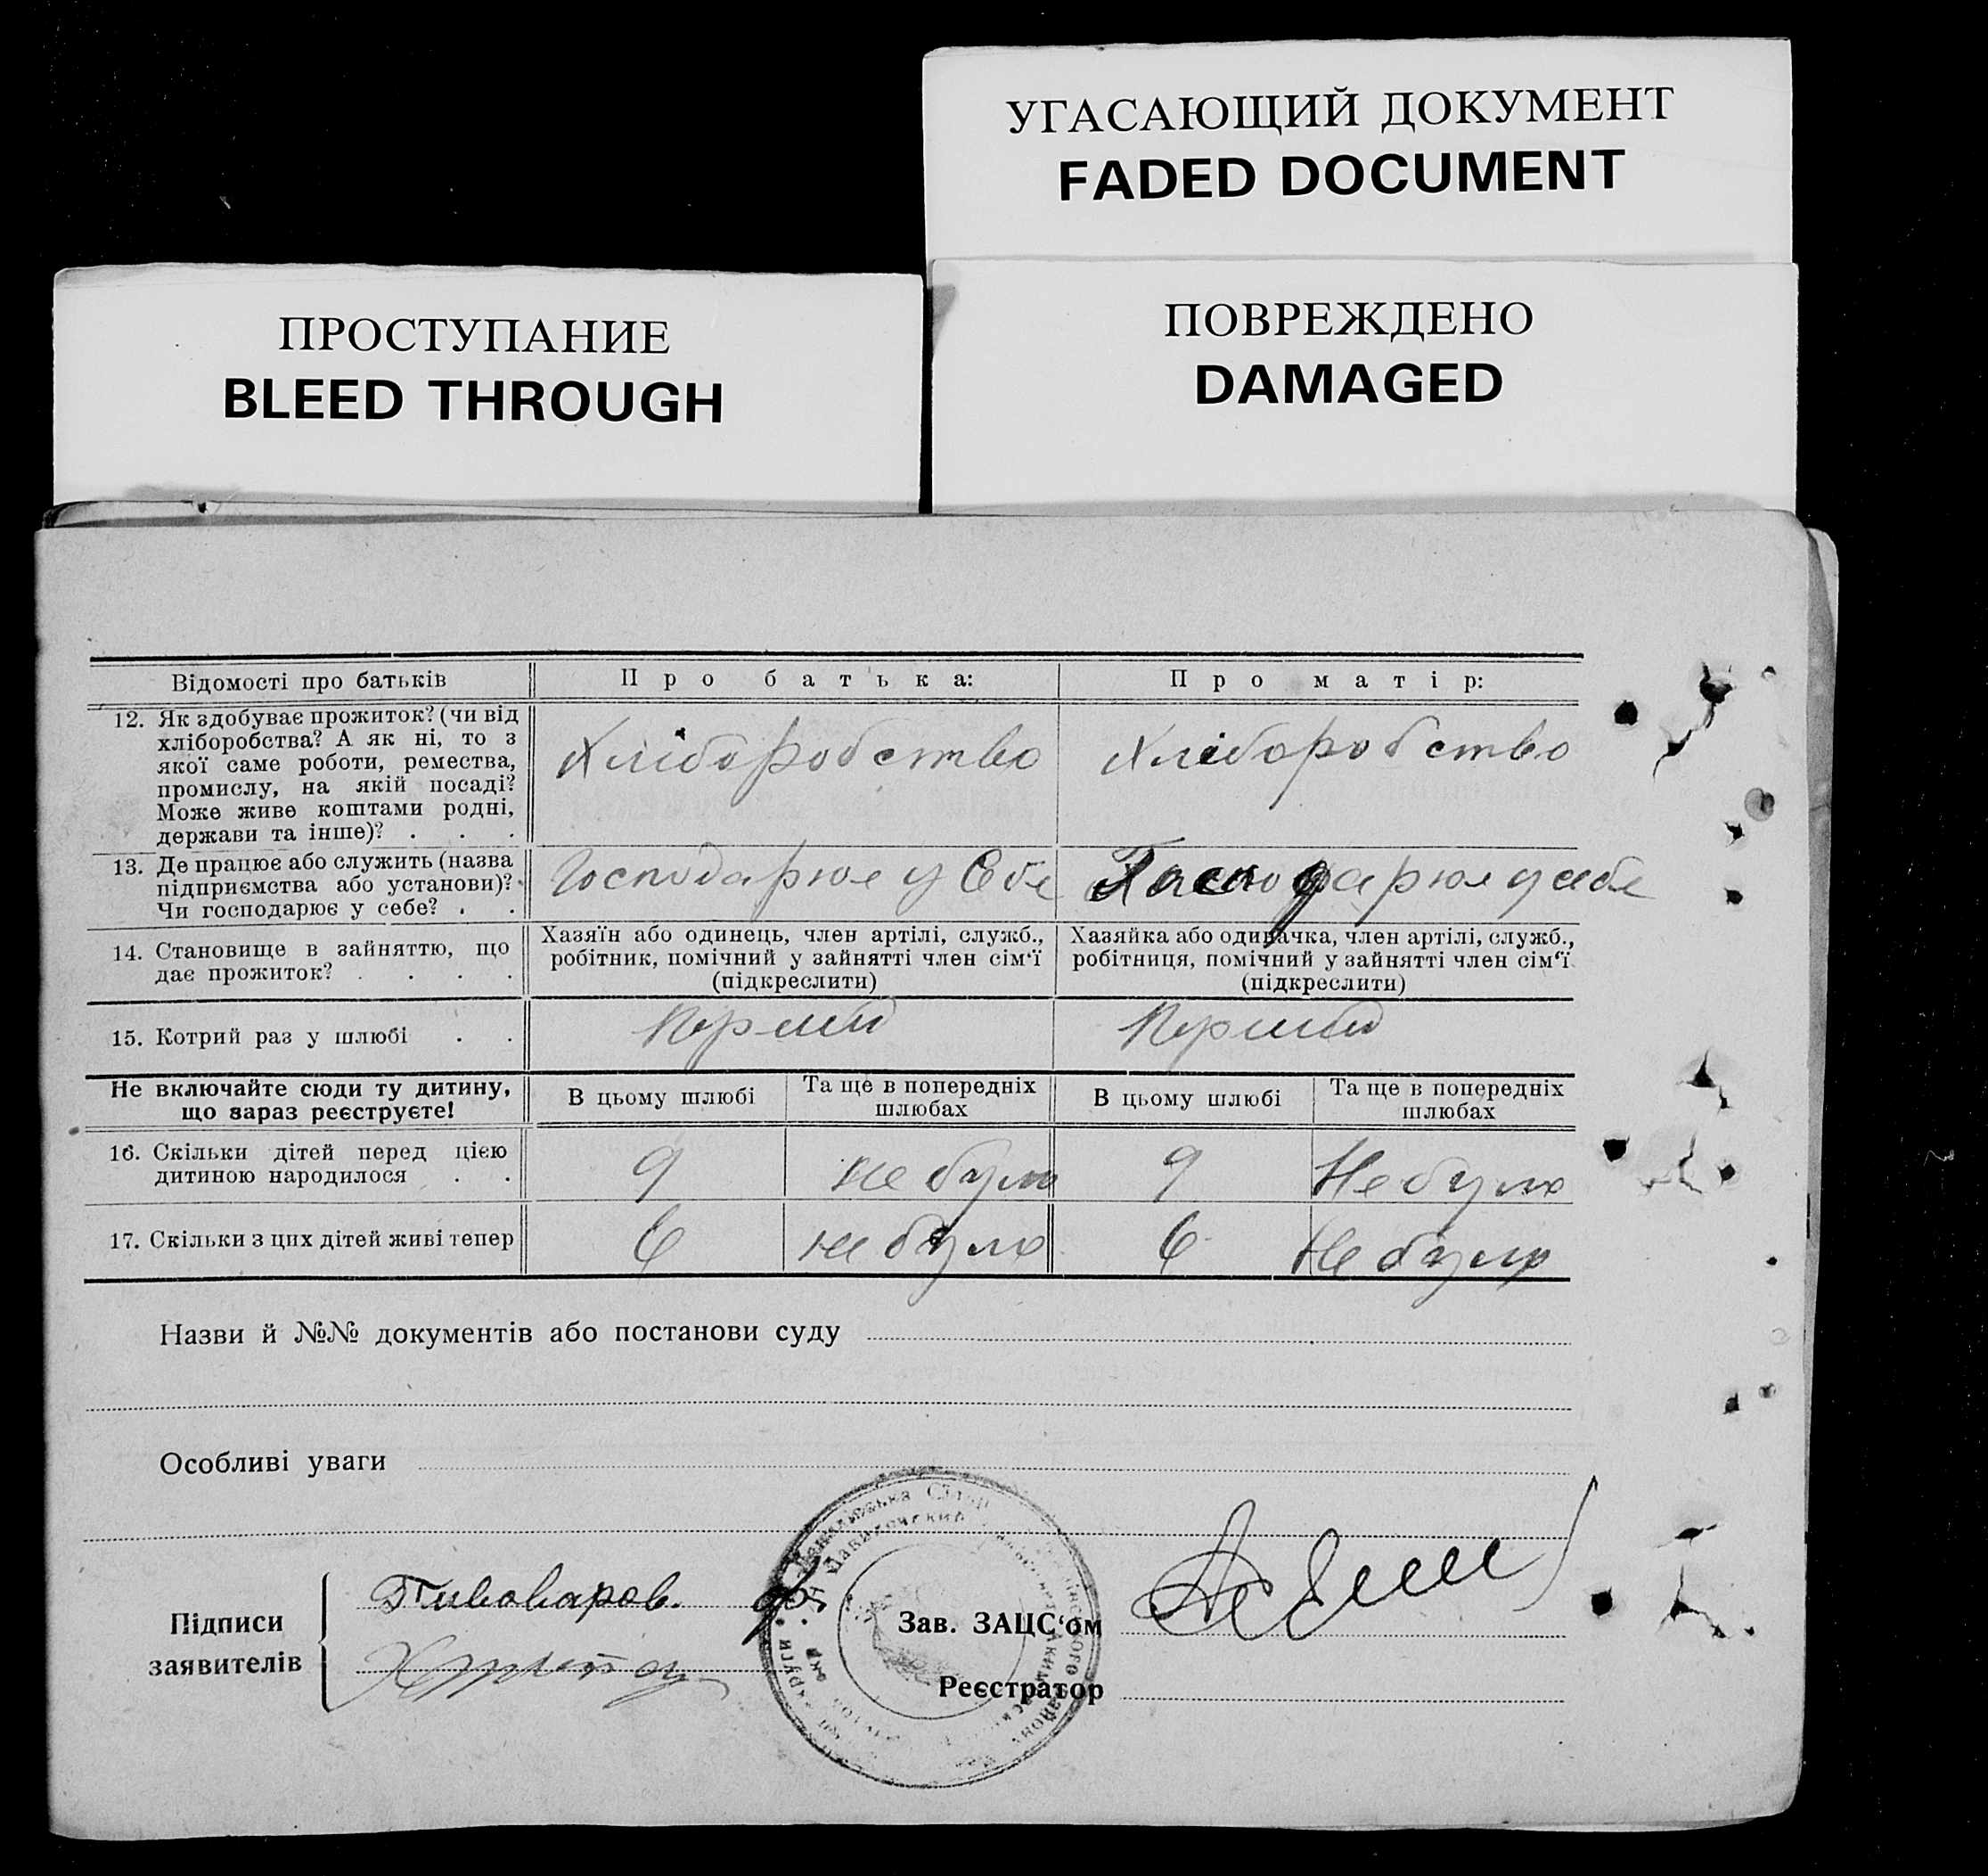 УГАСАЮЩИЙ ДОКУМЕНТ
FADED DOCUMENT
ПРОСТУПАНИЕ
BLEED THROUGH
ПОВРЕЖДЕНО
DAMAGED
Відомості про батьків
Про батька:
Про матір:
12. Як здобуває прожиток? (чи від
хліборобства? А як ні, то з
якої саме роботи, ремества,
промислу, на якій посаді?
Може живе коштами родні,
держави та інше)? . . .
Хліборобство
Хліборобство
13. Де працює або служить (назва
підприємства або установи)?
Чи господарює у себе? . .
Господарює у Себе
Господарює у себе
14. Становище в зайняттю, що
дає прожиток? . . . .
Хазяїн або одинець, член артілі, служб.,
робітник, помічний у зайнятті член сім‘ї
(підкреслити)
Хазяйка або одиначка, член артілі, служб.,
робітниця, помічний у зайнятті член сім‘ї
(підкреслити)
15. Котрий раз у шлюбі . .
Перший
Перший
Не включайте сюди ту дитину,
що зараз реєструєте!
В цьому шлюбі
Та ще в попередніх
шлюбах
В цьому шлюбі
Та ще в попередніх
шлюбах
16. Скільки дітей перед цією
дитиною народилося . .
9
не було
9
Не було
17. Скільки з цих дітей живі тепер
6
не було
6
Не було
Назви й №№ документів або постанови суду
Особливі уваги
Підписи
заявителів
Пивоваров.
Зав. ЗАЦС‘ом
Реєстратор